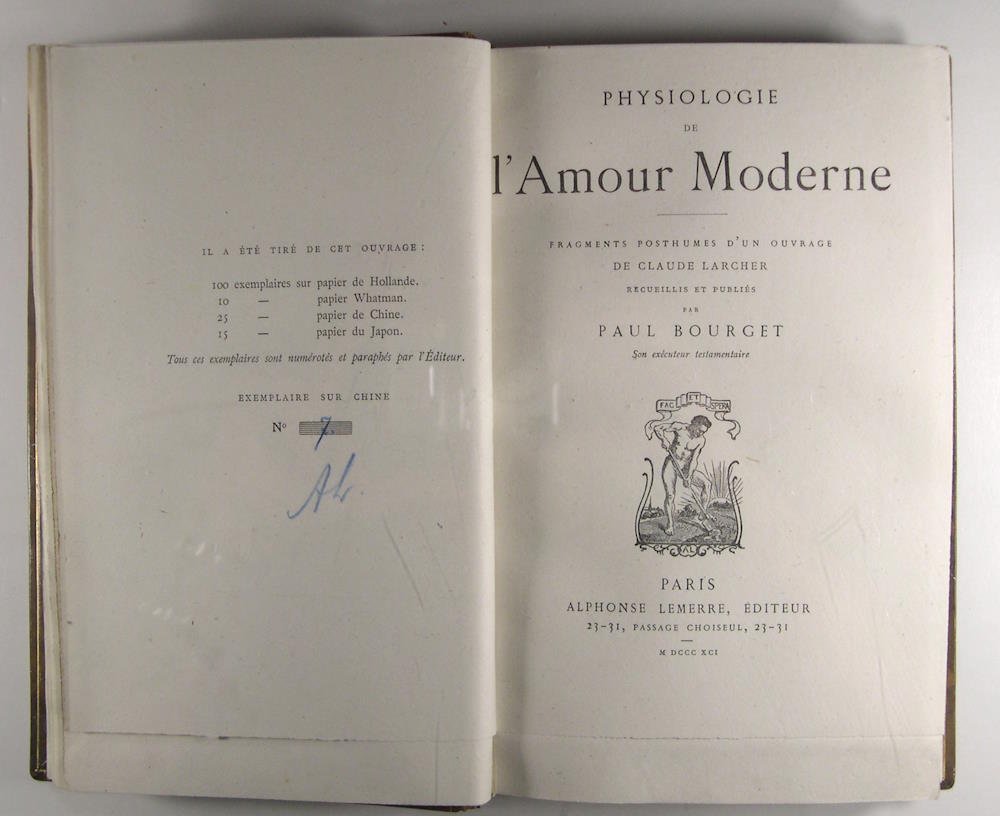 IL A ÉTÉ TIRÉ DE CET OUVRAGE :
100 exemplaires sur papier de Hollande.
10 — papier Whatman.
25 — papier de Chine.
15 — papier du Japon.
Tous ces exemplaires sont numérotés et paraphés par l'Éditeur.
EXEMPLAIRE SUR CHINE
Nº 7
AL.
PHYSIOLOGIE
DE
l'Amour Moderne
FRAGMENTS POSTHUMES D'UN OUVRAGE
DE CLAUDE LARCHER
RECUEILLIS ET PUBLIÉS
PAR
PAUL BOURGET
Son exécuteur testamentaire
FAC ET SPERA
AL
PARIS
ALPHONSE LEMERRE, ÉDITEUR
23-31, PASSAGE CHOISEUL, 23-31
M DCCC XCI